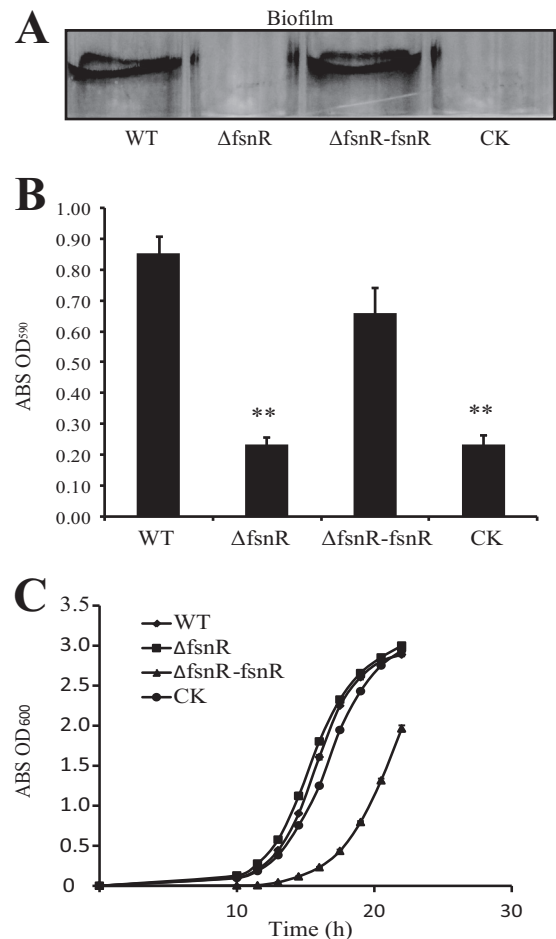 A
Biofilm
WT ΔfsnR ΔfsnR-fsnR CK
B
1.00
0.90
0.80
0.70
0.60
0.50
0.40
0.30
0.20
0.10
0.00
ABS OD590
** **
WT ΔfsnR ΔfsnR-fsnR CK
C
3.5
3.0
2.5
2.0
1.5
1.0
0.5
0
ABS OD600
WT
ΔfsnR
ΔfsnR-fsnR
CK
10 20 30
Time (h)